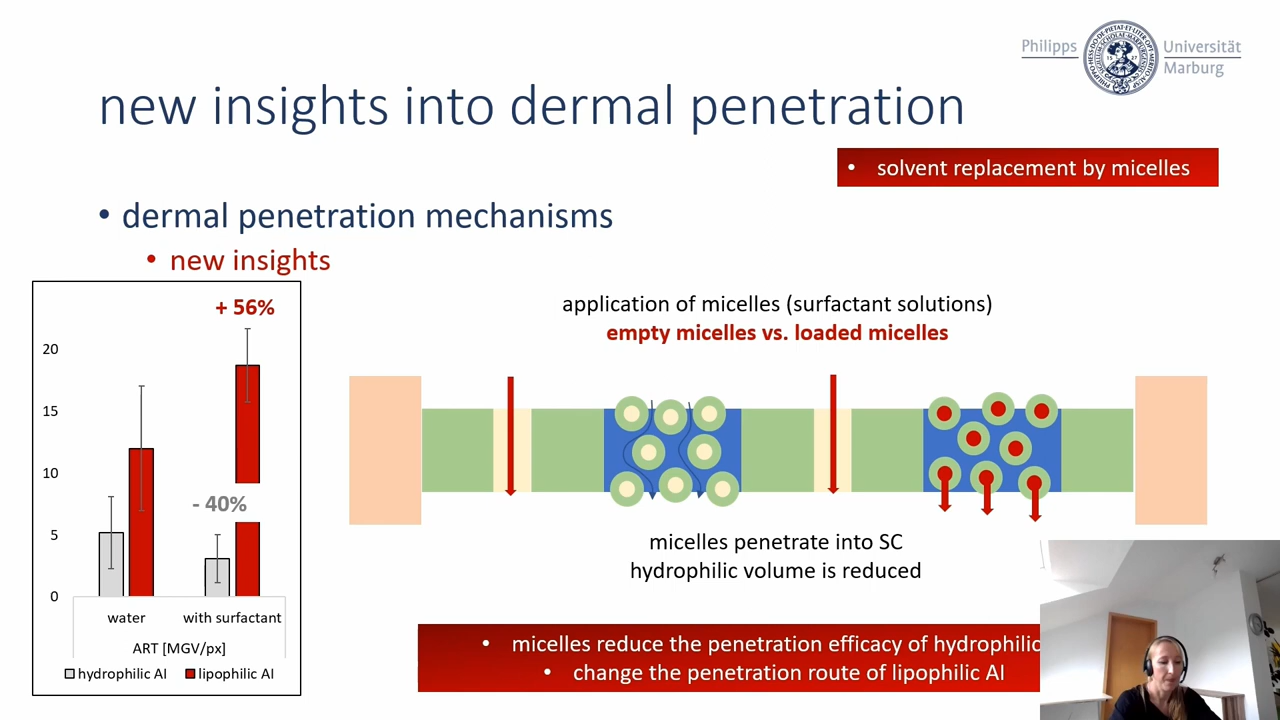 Philipps
Universität
Marburg
new insights into dermal penetration
• solvent replacement by micelles
• dermal penetration mechanisms
• new insights
+ 56%
- 40%
20
15
10
5
0
water
with surfactant
ART [MGV/px]
hydrophilic AI
lipophilic AI
application of micelles (surfactant solutions)
empty micelles vs. loaded micelles
micelles penetrate into SC
hydrophilic volume is reduced
• micelles reduce the penetration efficacy of hydrophilic
• change the penetration route of lipophilic AI